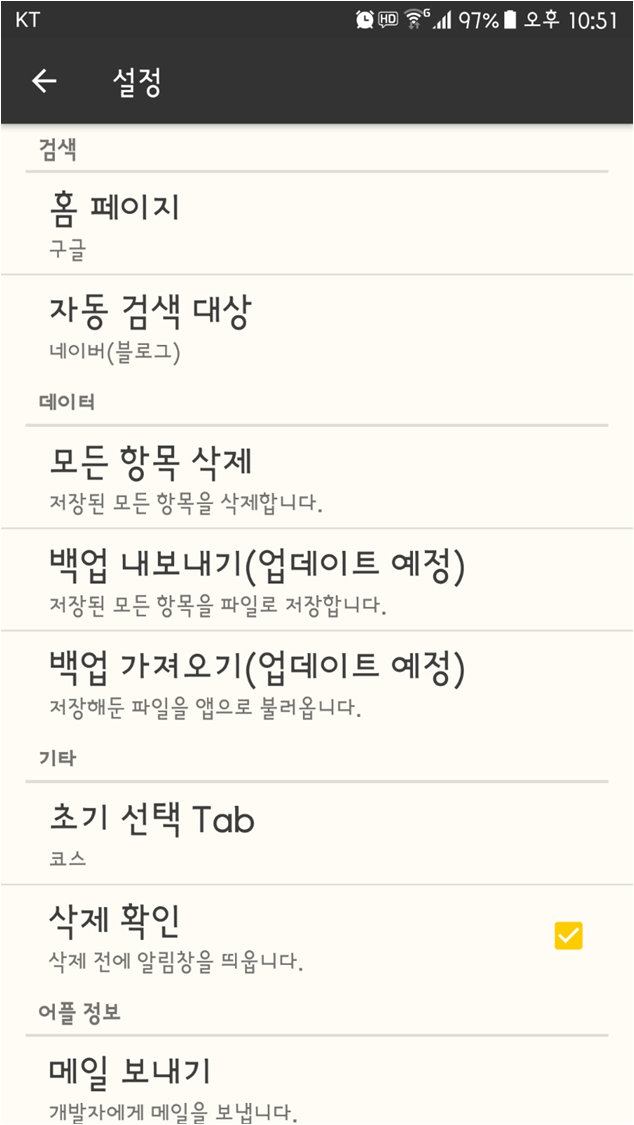 KT HD G 97% 오후 10:51
설정
검색
홈 페이지
구글
자동 검색 대상
네이버(블로그)
데이터
모든 항목 삭제
저장된 모든 항목을 삭제합니다.
백업 내보내기(업데이트 예정)
저장된 모든 항목을 파일로 저장합니다.
백업 가져오기(업데이트 예정)
저장해둔 파일을 앱으로 불러옵니다.
기타
초기 선택 Tab
코스
삭제 확인
삭제 전에 알림창을 띄웁니다.
어플 정보
메일 보내기
개발자에게 메일을 보냅니다.